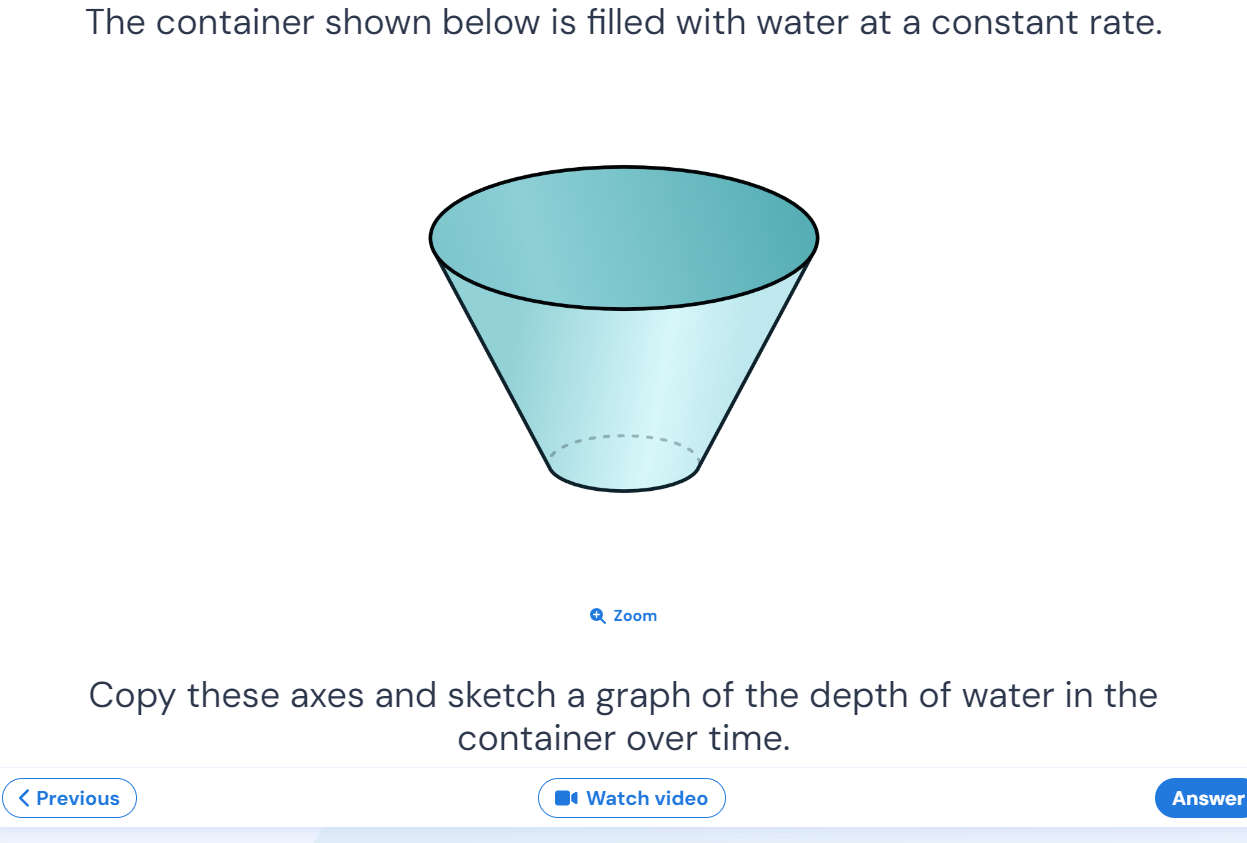 The container shown below is filled with water at a constant rate.
Zoom
Copy these axes and sketch a graph of the depth of water in the
container over time.
Previous
Watch video
Answer